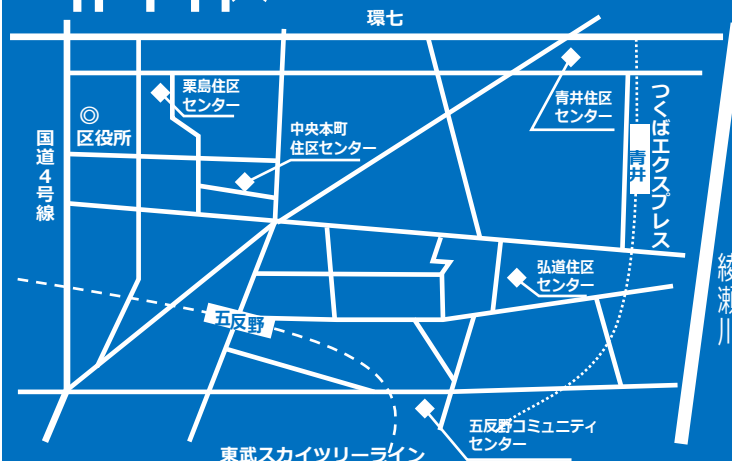 環七
栗島住区
センター
◎
区役所
国道4号線
中央本町
住区センター
青井住区
センター
つくばエクスプレス
青井
綾瀬川
弘道住区
センター
五反野
五反野コミュニティ
センター
東武スカイツリーライン